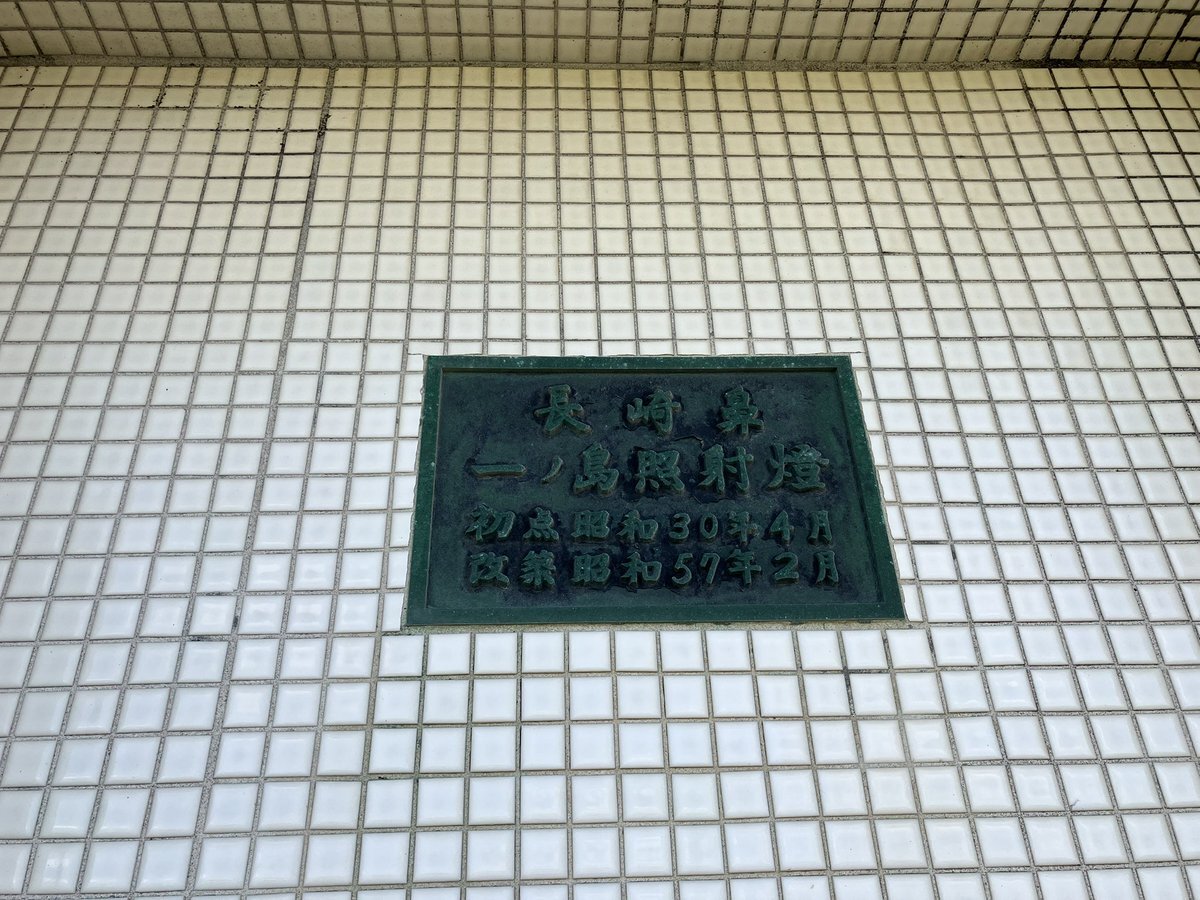 長崎鼻
一ノ島照射燈
初点昭和30年4月
改築昭和57年2月